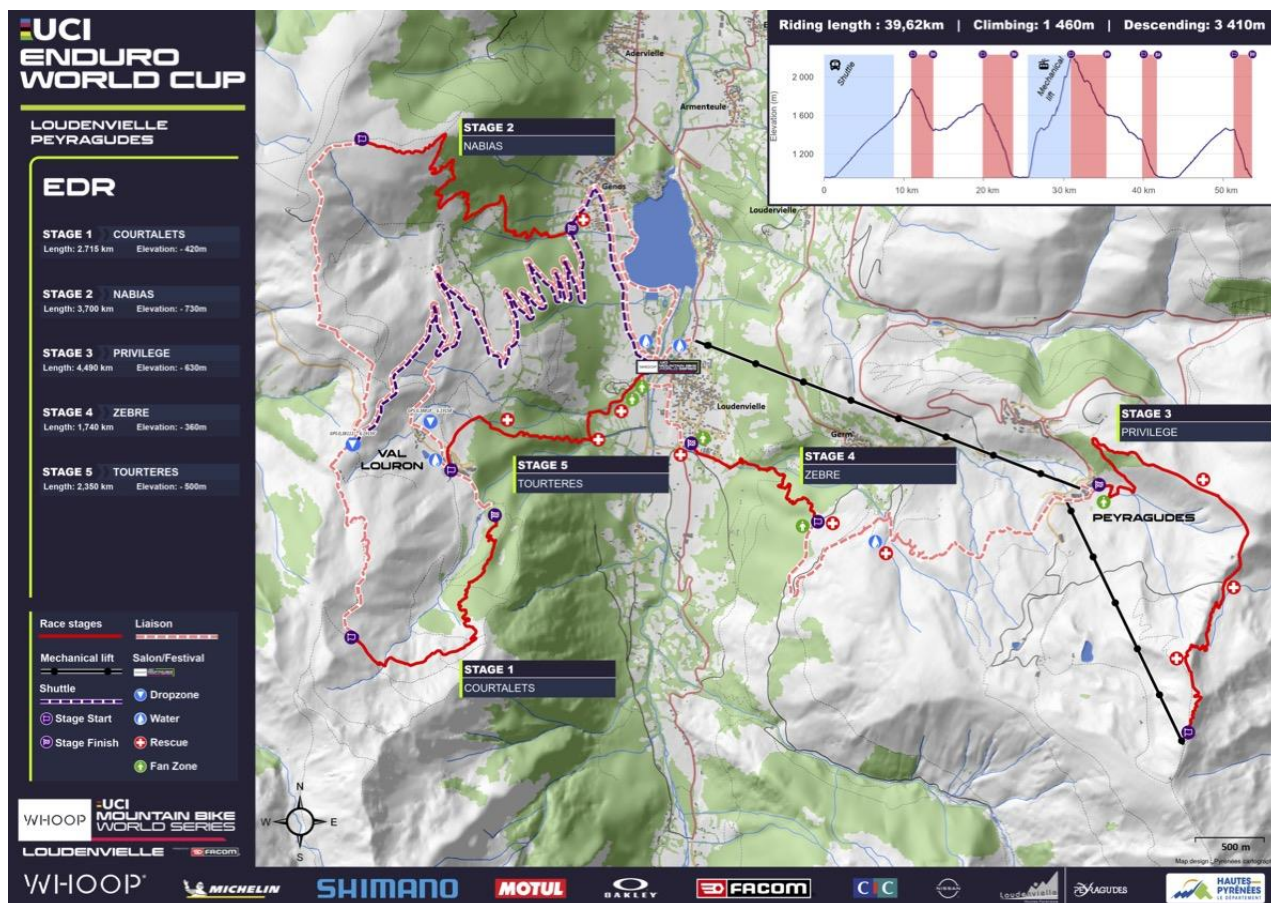 UCI
ENDURO
WORLD CUP
LOUDENVIELLE
PEYRAGUDES
EDR
STAGE 1 COURTALETS
Length: 2.715 km Elevation: - 420m
STAGE 2 NABIAS
Length: 3,700 km Elevation: - 730m
STAGE 3 PRIVILEGE
Length: 4,490 km Elevation: - 630m
STAGE 4 ZEBRE
Length: 1,740 km Elevation: - 360m
STAGE 5 TOURTERES
Length: 2,350 km Elevation: - 500m
Race stages
Liaison
Mechanical lift
Salon/Festival
Shuttle
Dropzone
Stage Start
Water
Stage Finish
Rescue
Fan Zone
WHOOP
UCI
MOUNTAIN BIKE
WORLD SERIES
LOUDENVIELLE FACOM
Riding length : 39,62km | Climbing: 1 460m | Descending: 3 410m
Elevation (m)
2 000
1 600
1 200
Shuttle
Mechanical
lift
0 10 km 20 km 30 km 40 km 50 km
Adervielle
Armenteule
STAGE 2
NABIAS
Génos
Loudervielle
WHOOP
Loudenvielle
Germ
STAGE 3
PRIVILEGE
VAL
LOURON
STAGE 5
TOURTERES
STAGE 4
ZEBRE
PEYRAGUDES
STAGE 1
COURTALETS
N
W E
S
500 m
Map design : Pyrénées cartograph
WHOOP
MICHELIN
SHIMANO
MOTUL
OAKLEY
FACOM
CIC
NISSAN
Loudenvielle
PEYRAGUDES
HAUTES
PYRÉNÉES
LE DÉPARTEMENT